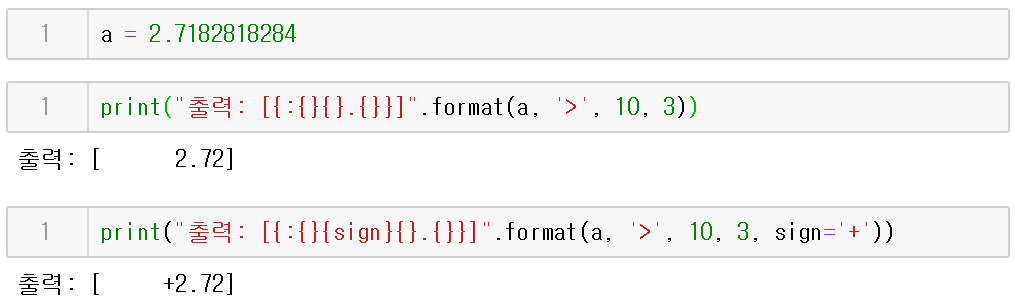 1 a = 2.7182818284
1 print("출력: [{:{}{}.{}}]".format(a, '>', 10, 3))
출력: [      2.72]
1 print("출력: [{:{}{sign}{}.{}}]".format(a, '>', 10, 3, sign='+'))
출력: [     +2.72]